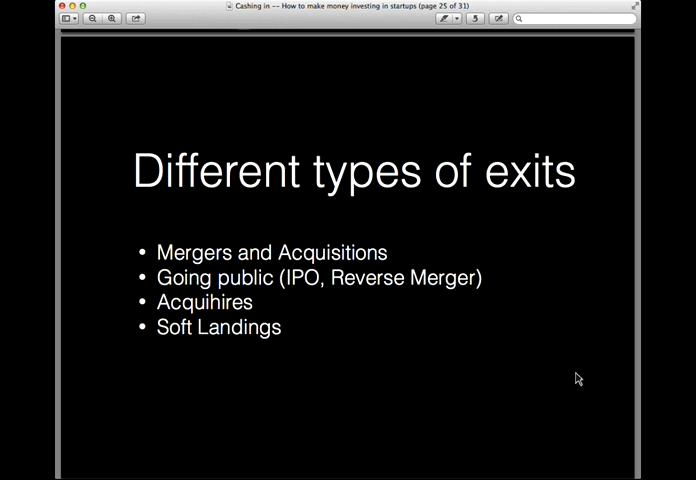 Cashing in -- How to make money investing in startups (page 25 of 31)
Different types of exits
• Mergers and Acquisitions
• Going public (IPO, Reverse Merger)
• Acquihires
• Soft Landings